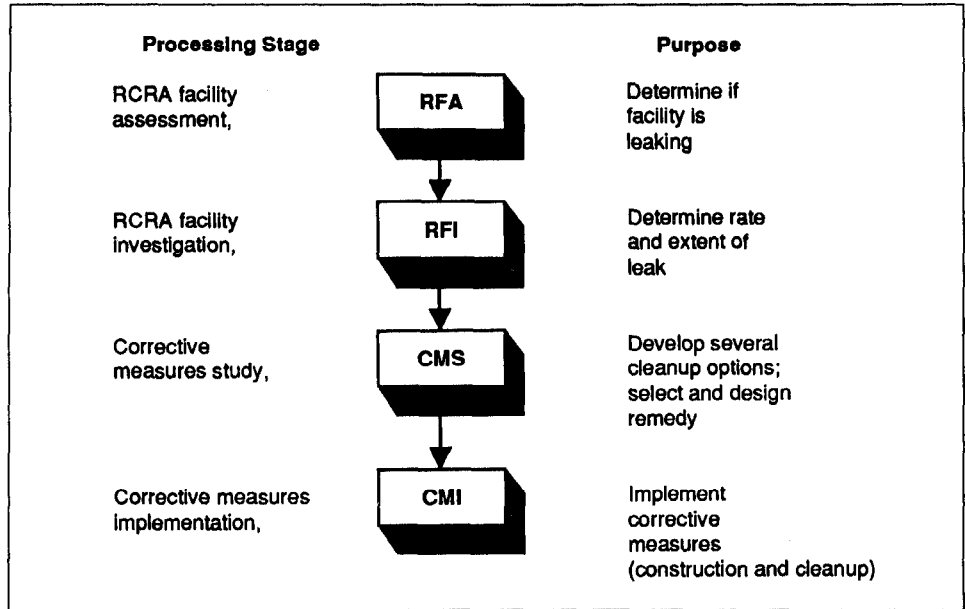 Processing Stage
Purpose
RCRA facility
assessment,
RFA
Determine if
facility is
leaking
RCRA facility
investigation,
RFI
Determine rate
and extent of
leak
Corrective
measures study,
CMS
Develop several
cleanup options;
select and design
remedy
Corrective measures
implementation,
CMI
Implement
corrective
measures
(construction and cleanup)